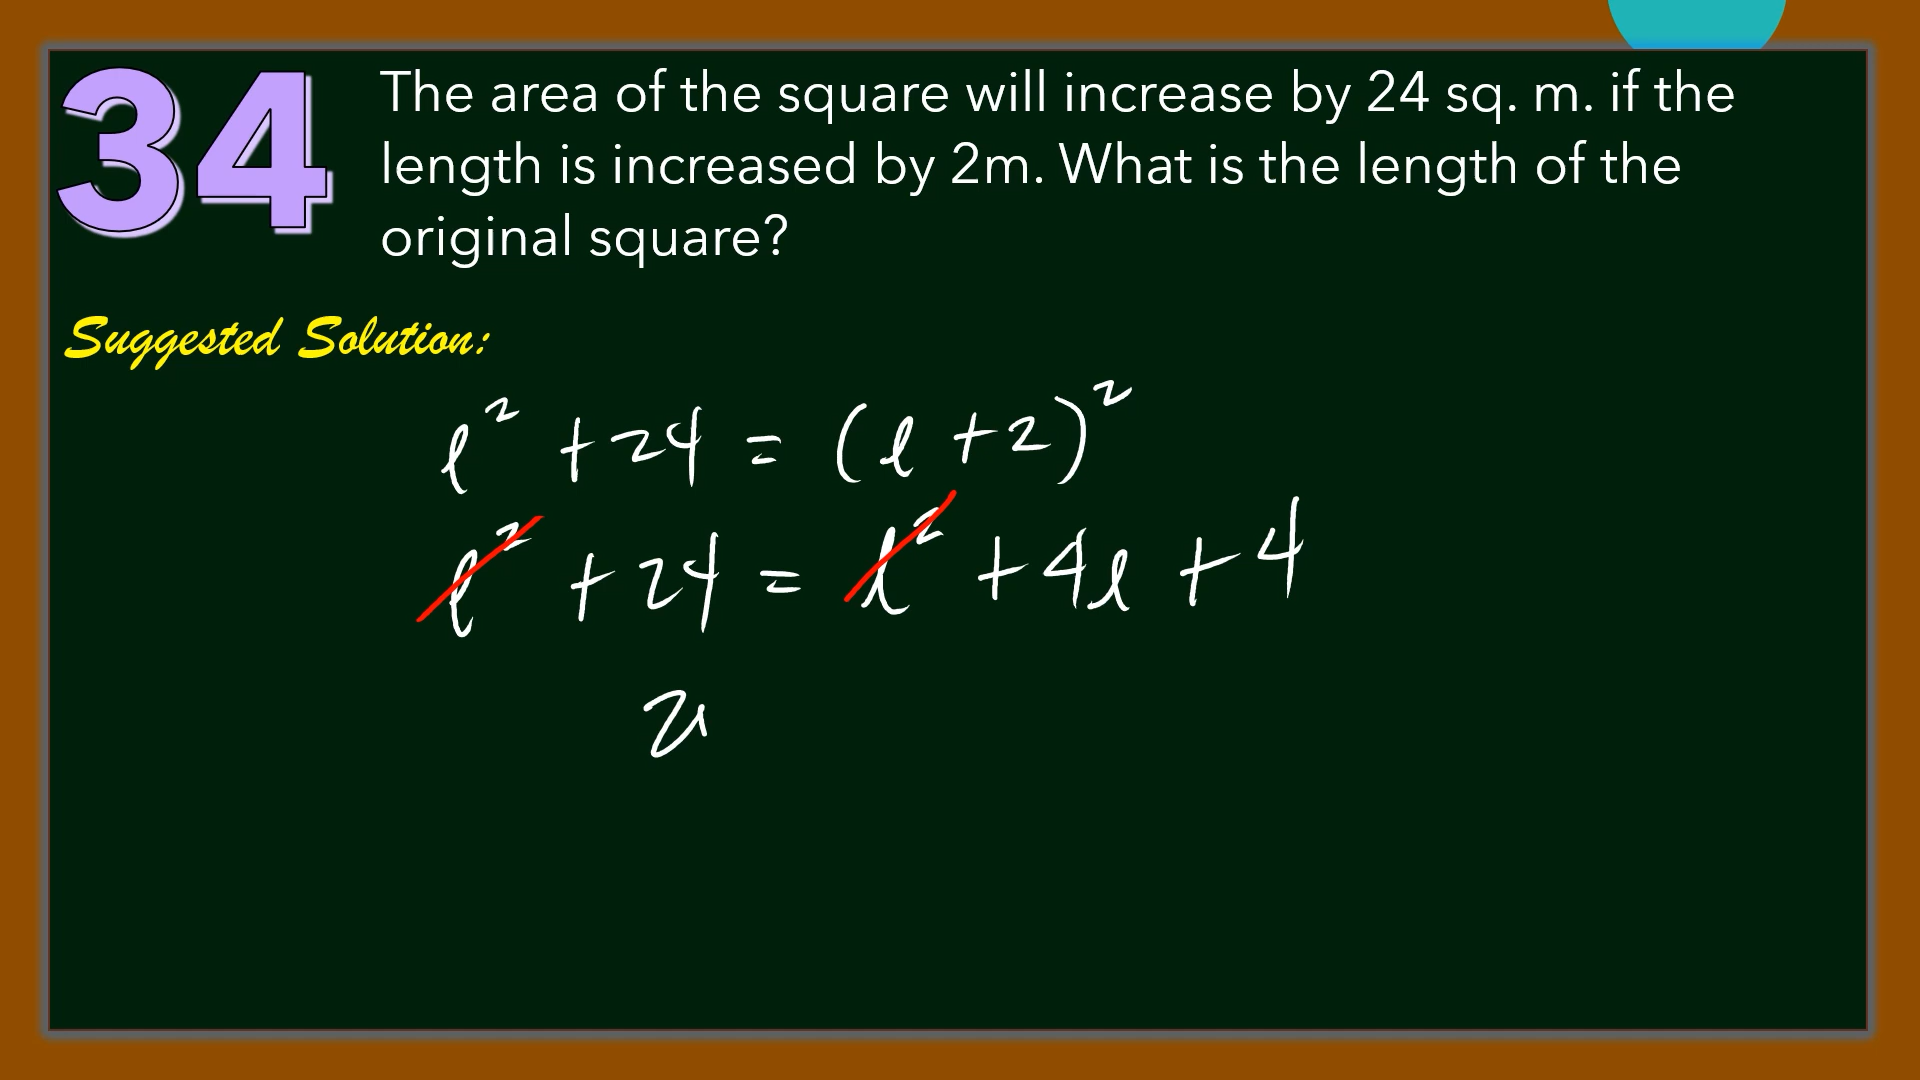 34
The area of the square will increase by 24 sq. m. if the
length is increased by 2m. What is the length of the
original square?
Suggested Solution:
l² + 24 = (l + 2)²
l² + 24 = l² + 4l + 4
2